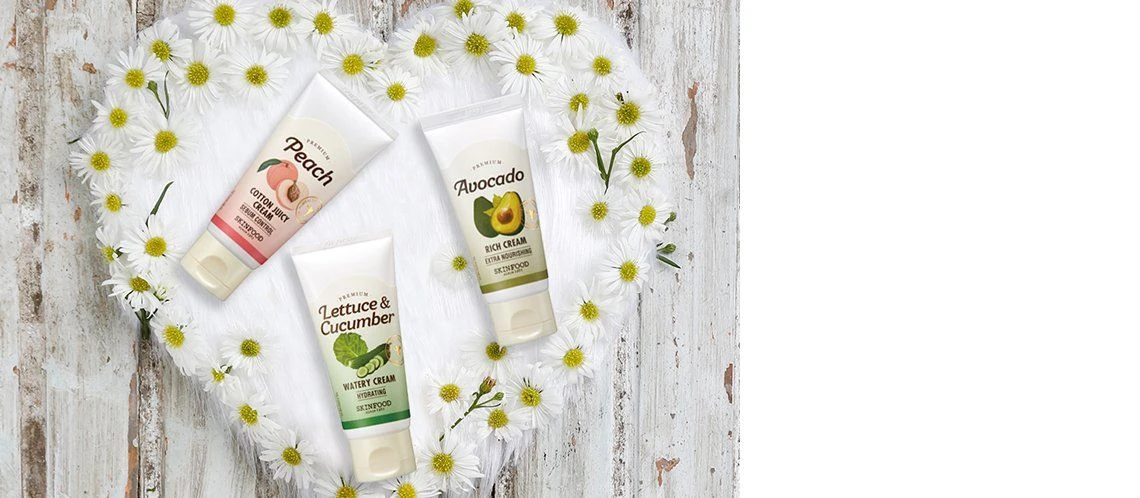 PREMIUM
Peach
COTTON JUICY
CREAM
SEBUM CONTROL
SKINFOOD
PREMIUM
Avocado
RICH CREAM
EXTRA NOURISHING
SKINFOOD
PREMIUM
Lettuce &
Cucumber
WATERY CREAM
HYDRATING
SKINFOOD